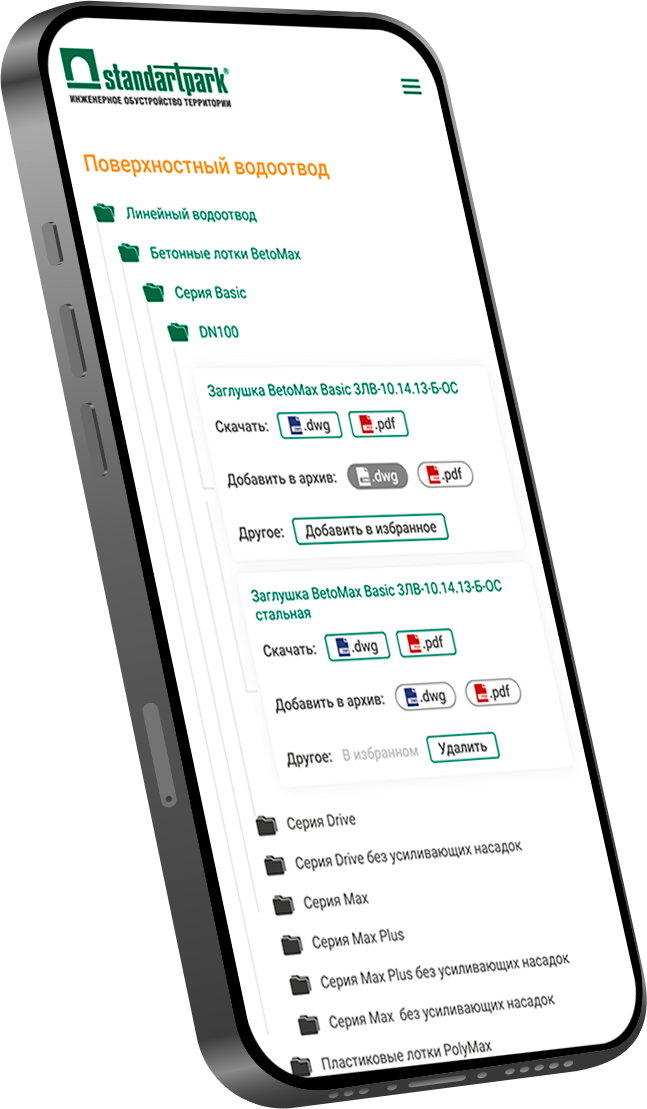 standartpark®
ИНЖЕНЕРНОЕ ОБУСТРОЙСТВО ТЕРРИТОРИИ
Поверхностный водоотвод
Линейный водоотвод
Бетонные лотки BetoMax
Серия Basic
DN100
Заглушка BetoMax Basic ЗЛВ-10.14.13-Б-ОС
Скачать: .dwg .pdf
Добавить в архив: .dwg .pdf
Другое: Добавить в избранное
Заглушка BetoMax Basic ЗЛВ-10.14.13-Б-ОС
стальная
Скачать: .dwg .pdf
Добавить в архив: .dwg .pdf
Другое: В избранном Удалить
Серия Drive
Серия Drive без усиливающих насадок
Серия Max
Серия Max Plus
Серия Max Plus без усиливающих насадок
Серия Max без усиливающих насадок
Пластиковые лотки PolyMax